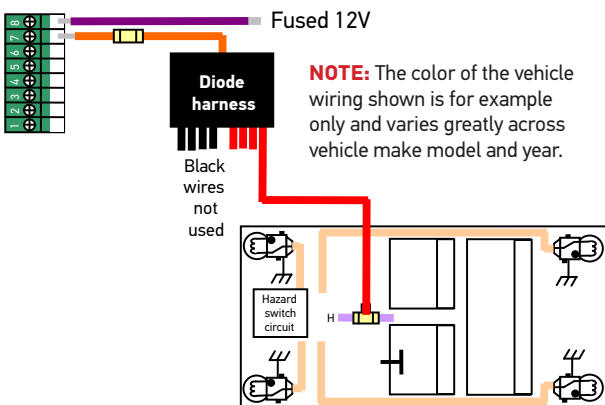 8
7
6
5
4
3
2
1
Fused 12V
Diode
harness
NOTE: The color of the vehicle
wiring shown is for example
only and varies greatly across
vehicle make model and year.
Black
wires
not
used
Hazard
switch
circuit
H